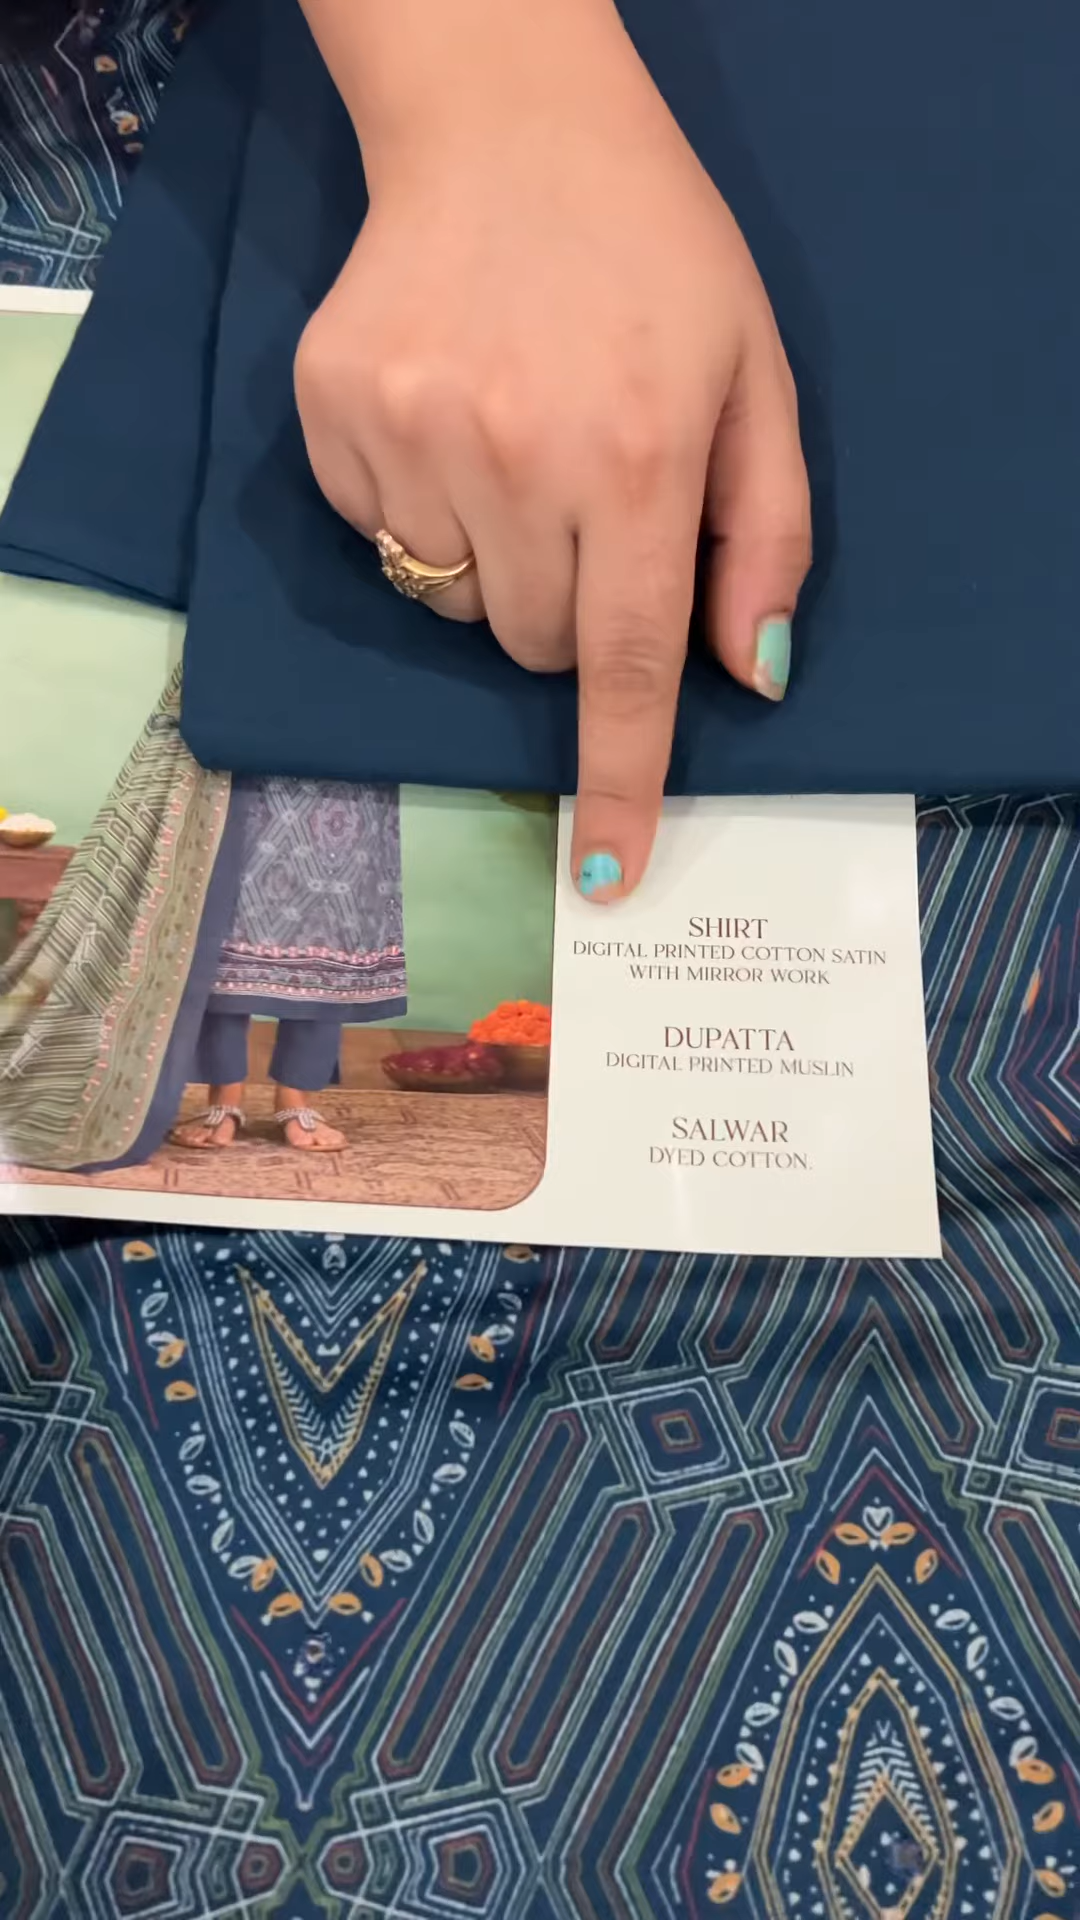 SHIRT
DIGITAL PRINTED COTTON SATIN
WITH MIRROR WORK
DUPATTA
DIGITAL PRINTED MUSLIN
SALWAR
DYED COTTON.